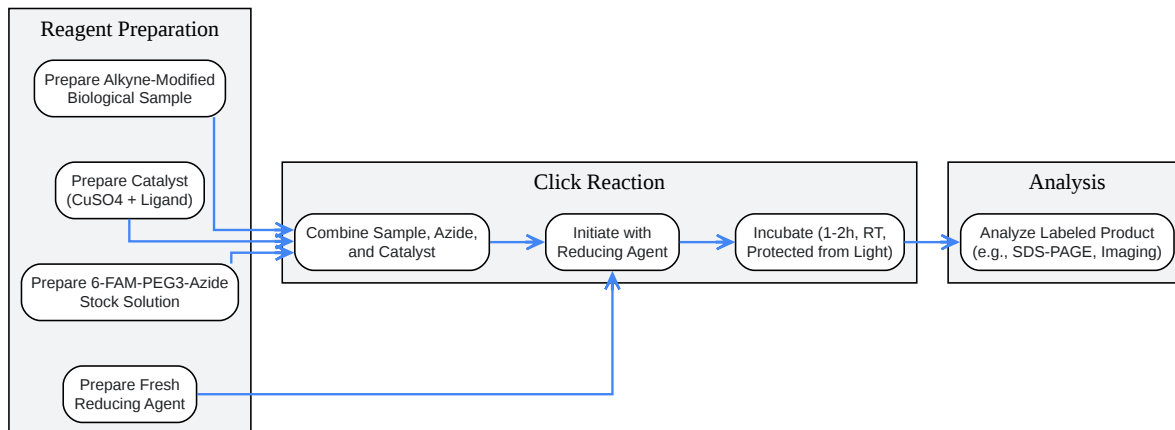 Reagent Preparation
Prepare Alkyne-Modified
Biological Sample
Prepare Catalyst
(CuSO4 + Ligand)
Prepare 6-FAM-PEG3-Azide
Stock Solution
Prepare Fresh
Reducing Agent
Click Reaction
Combine Sample, Azide,
and Catalyst
Initiate with
Reducing Agent
Incubate (1-2h, RT,
Protected from Light)
Analysis
Analyze Labeled Product
(e.g., SDS-PAGE, Imaging)